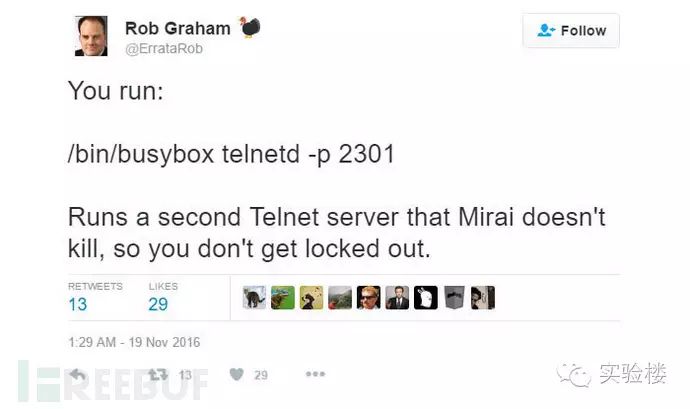 Rob Graham
@ErrataRob
Follow
You run:
/bin/busybox telnetd -p 2301
Runs a second Telnet server that Mirai doesn't
kill, so you don't get locked out.
RETWEETS LIKES
13 29
1:29 AM - 19 Nov 2016
13 29
FREEBUF
实验楼